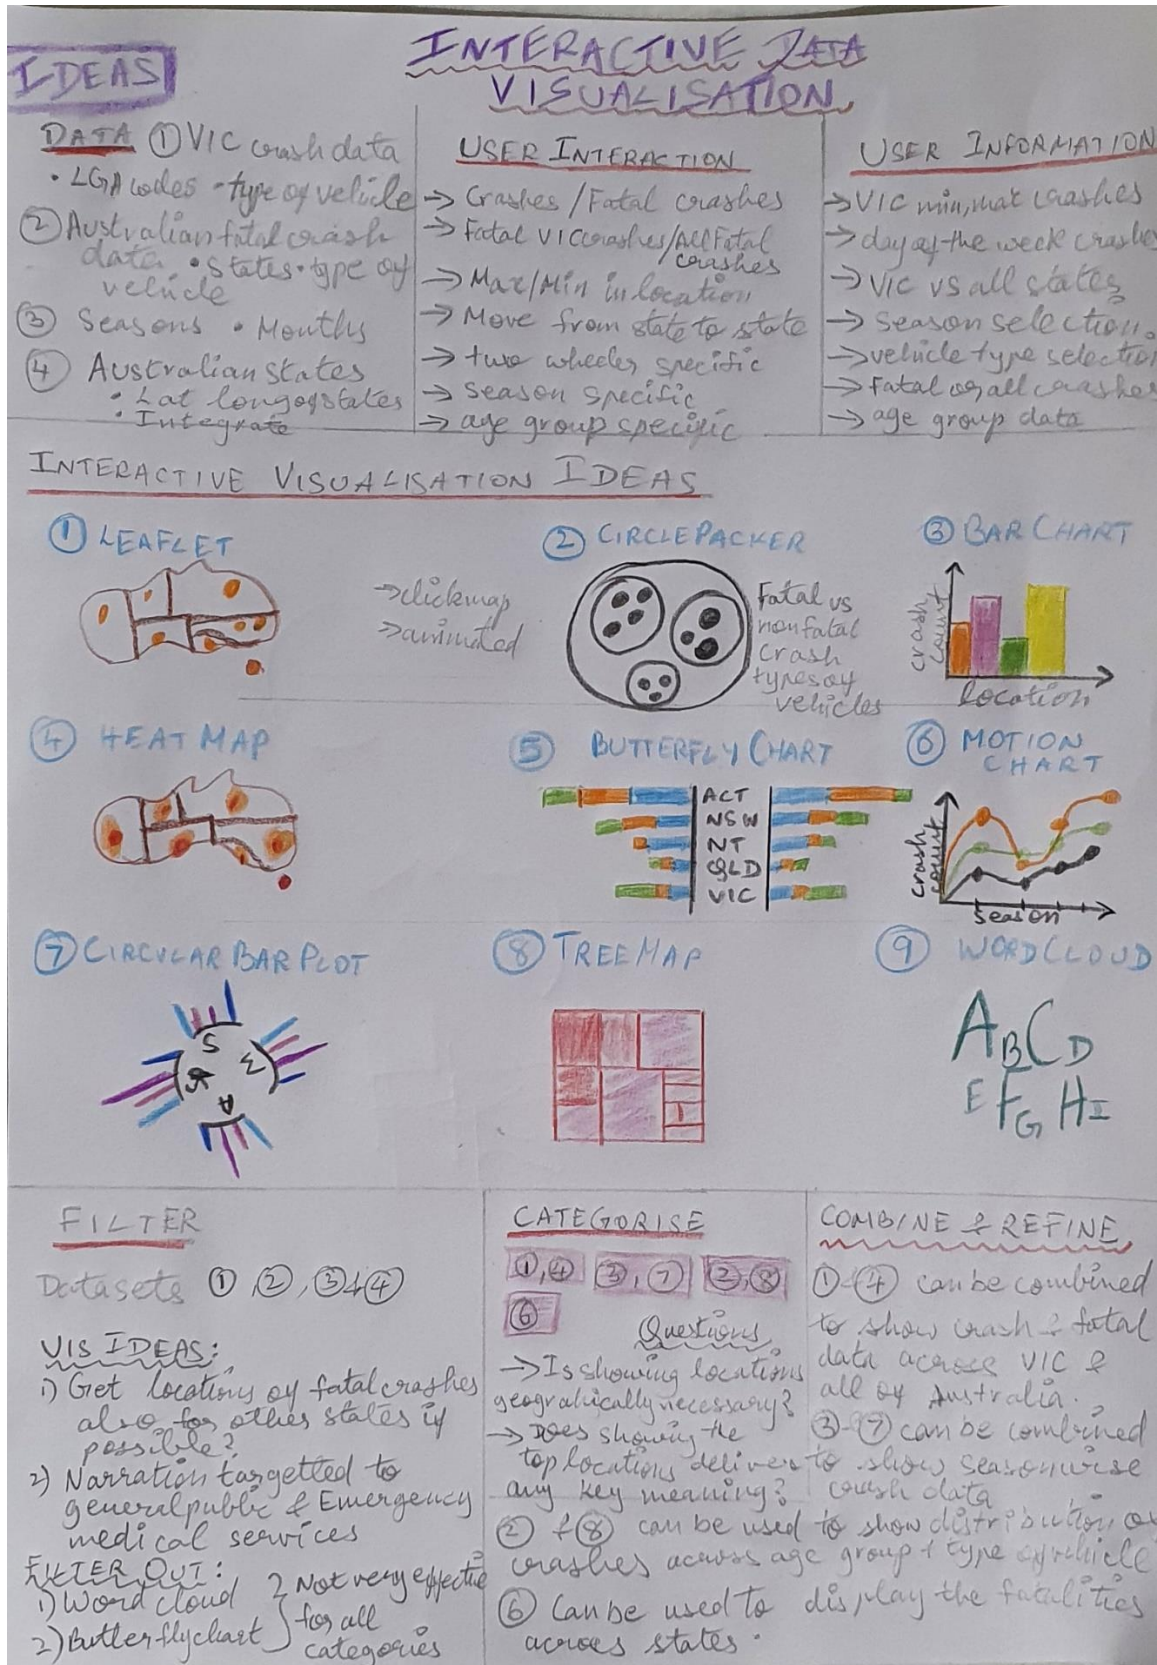 IDEAS
INTERACTIVE DATA
VISUALISATION
DATA ① VIC crash data
• LGA codes • type of vehicle
② Australian fatal crash
data • States • type of
vehicle
③ Seasons • Months
④ Australian states
• Lat long of states
• Integrate
USER INTERACTION
→ Crashes / Fatal crashes
→ Fatal VIC crashes / All Fatal
crashes
→ Max/Min in location
→ Move from state to state
→ two wheeler specific
→ season specific
→ age group specific
USER INFORMATION
→ VIC min, max crashes
→ day of the week crashes
→ VIC vs all states
→ Season selection.
→ vehicle type selection
→ Fatal or all crashes
→ age group data
INTERACTIVE VISUALISATION IDEAS
① LEAFLET
→ clickmap
→ animated
② CIRCLE PACKER
Fatal vs
non fatal
crash
types of
vehicles
③ BAR CHART
crash
count
location
④ HEAT MAP
⑤ BUTTERFLY CHART
ACT
NSW
NT
QLD
VIC
⑥ MOTION
CHART
crash
count
Season
⑦ CIRCULAR BAR PLOT
S
A
⑧ TREE MAP
⑨ WORD CLOUD
A B C D
E F G H I
FILTER
Datasets ①, ②, ③ & ④
VIS IDEAS:
1) Get locations of fatal crashes
also for other states if
possible?
2) Narration targetted to
general public & Emergency
medical services
FILTER OUT:
1) Word cloud
2) Butterfly chart
} Not very effective
for all
categories
CATEGORISE
①,④ ③,⑦ ②,⑧
⑥
Questions
→ Is showing locations
geograhically necessary?
→ Does showing the
top locations deliver
any key meaning?
COMBINE & REFINE
①-④ can be combined
to show crash & fatal
data across VIC &
all of Australia.
③-⑦ can be combined
to show seasonwise
crash data
② & ⑧ can be used to show distribution of
crashes across age group + type of vehicle
⑥ Can be used to display the fatalities
across states.